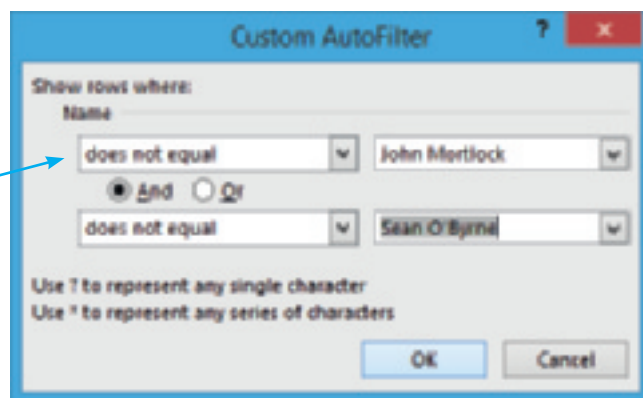 Custom AutoFilter ?
Show rows where:
Name
does not equal John Mortlock
And Or
does not equal Sean O'Byrne
Use ? to represent any single character
Use * to represent any series of characters
OK Cancel